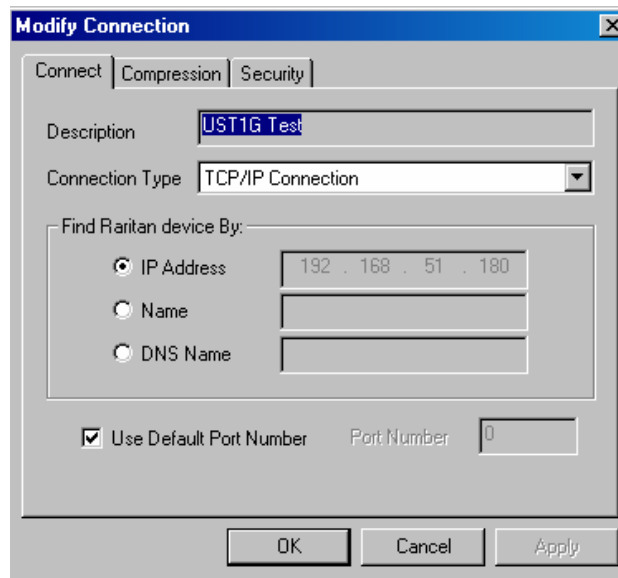 Modify Connection
Connect Compression Security
Description UST1G Test
Connection Type TCP/IP Connection
Find Raritan device By:
IP Address 192 . 168 . 51 . 180
Name
DNS Name
Use Default Port Number Port Number 0
OK Cancel Apply